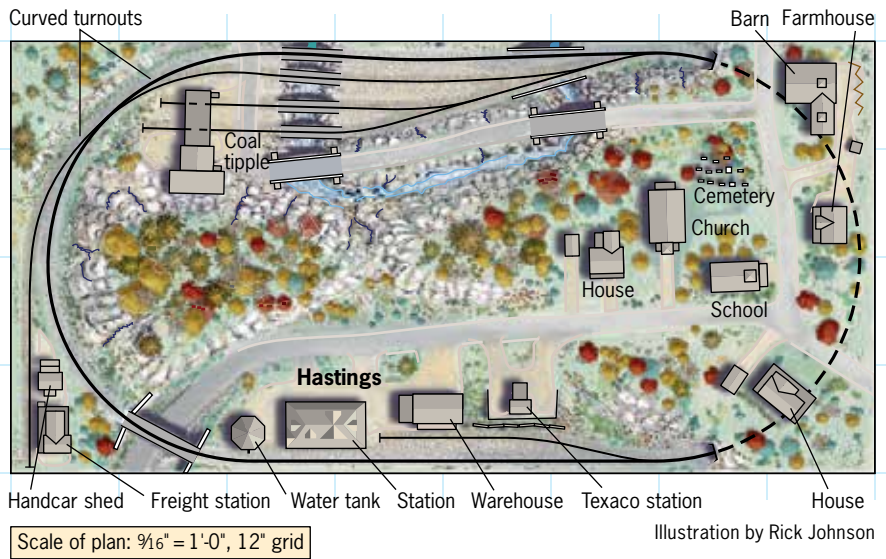 Curved turnouts
Barn
Farmhouse
Coal
tipple
Cemetery
Church
House
School
Hastings
Handcar shed
Freight station
Water tank
Station
Warehouse
Texaco station
House
Scale of plan: 9⁄16" = 1'-0", 12" grid
Illustration by Rick Johnson